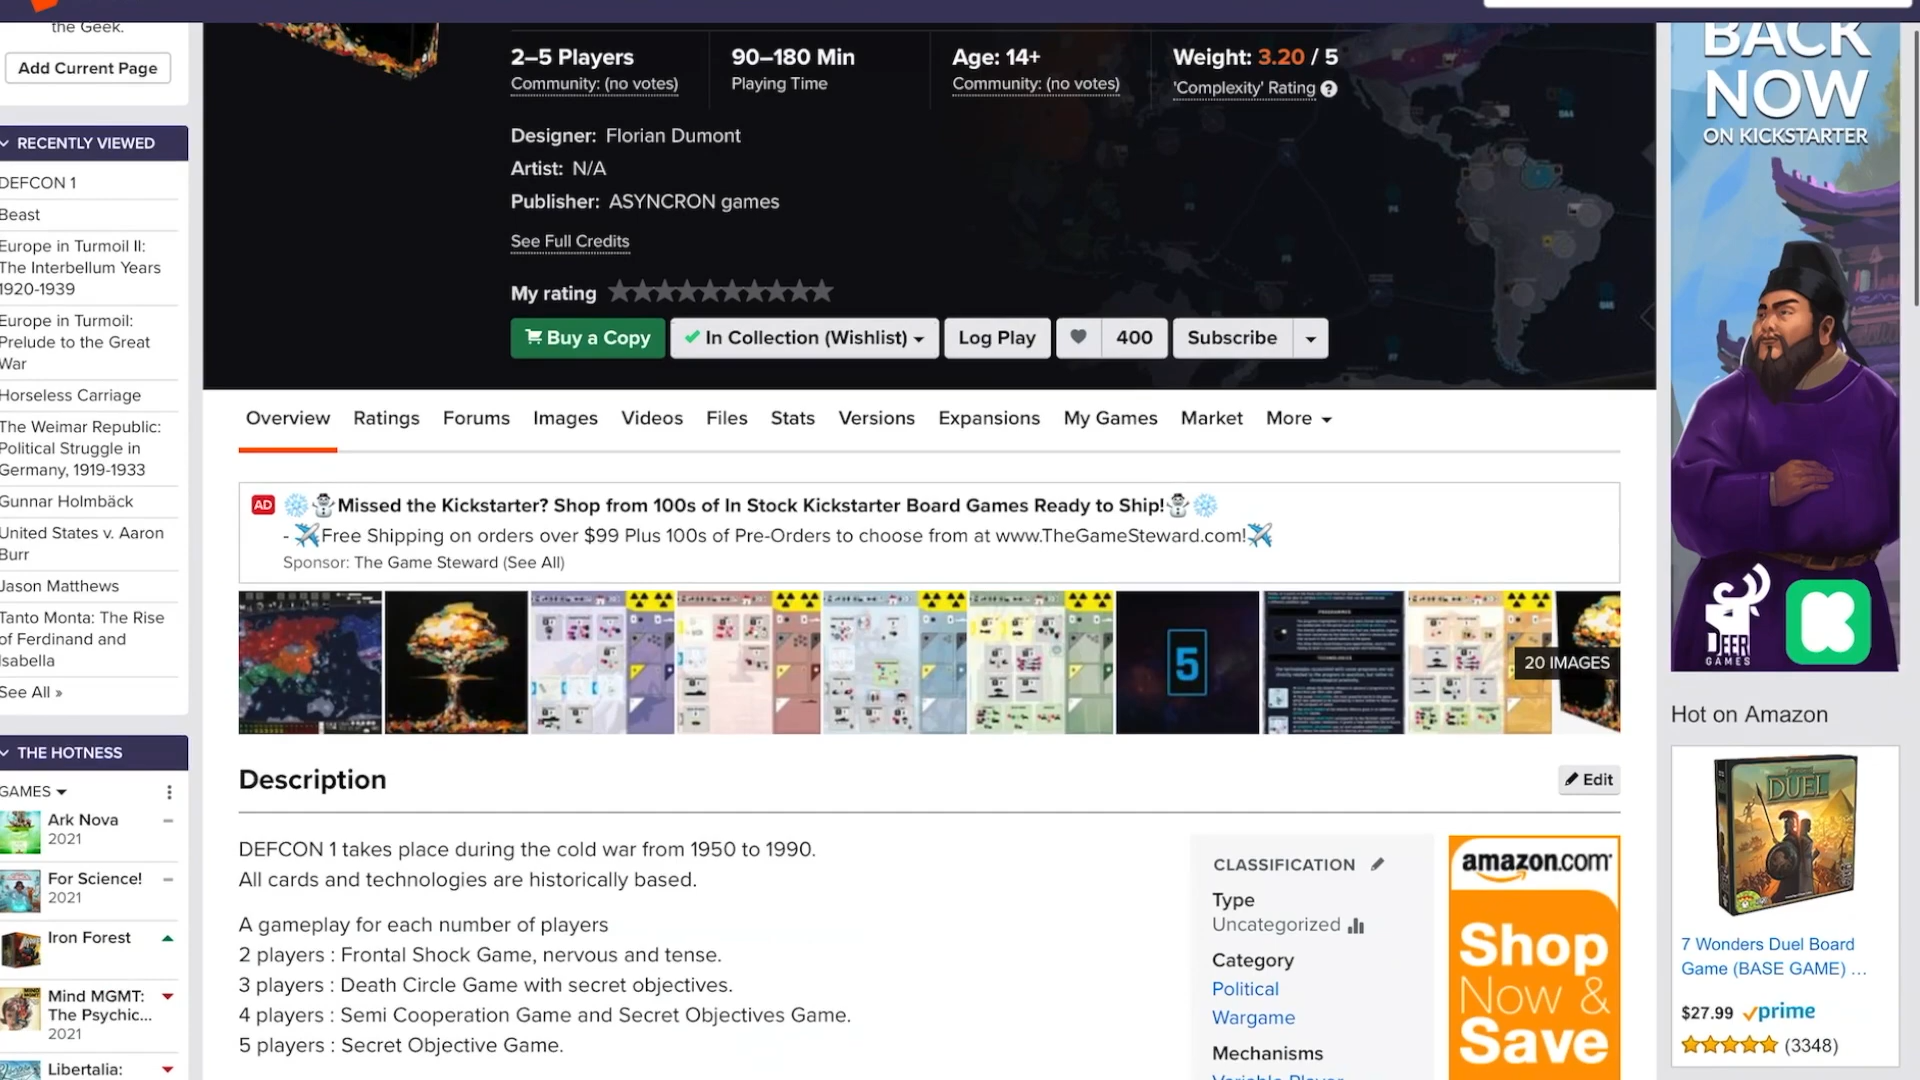 the Geek.
Add Current Page
RECENTLY VIEWED
DEFCON 1
Beast
Europe in Turmoil II:
The Interbellum Years
1920-1939
Europe in Turmoil:
Prelude to the Great
War
Horseless Carriage
The Weimar Republic:
Political Struggle in
Germany, 1919-1933
Gunnar Holmbäck
United States v. Aaron
Burr
Jason Matthews
Tanto Monta: The Rise
of Ferdinand and
Isabella
See All »
THE HOTNESS
GAMES
Ark Nova
2021
For Science!
2021
Iron Forest
Mind MGMT:
The Psychic...
2021
Libertalia:
2–5 Players
Community: (no votes)
90–180 Min
Playing Time
Age: 14+
Community: (no votes)
Weight: 3.20 / 5
'Complexity' Rating ?
Designer: Florian Dumont
Artist: N/A
Publisher: ASYNCRON games
See Full Credits
My rating
Buy a Copy
In Collection (Wishlist)
Log Play
400
Subscribe
Overview Ratings Forums Images Videos Files Stats Versions Expansions My Games Market More
AD Missed the Kickstarter? Shop from 100s of In Stock Kickstarter Board Games Ready to Ship!
- Free Shipping on orders over $99 Plus 100s of Pre-Orders to choose from at www.TheGameSteward.com!
Sponsor: The Game Steward (See All)
5
20 IMAGES
Description
Edit
DEFCON 1 takes place during the cold war from 1950 to 1990.
All cards and technologies are historically based.
A gameplay for each number of players
2 players : Frontal Shock Game, nervous and tense.
3 players : Death Circle Game with secret objectives.
4 players : Semi Cooperation Game and Secret Objectives Game.
5 players : Secret Objective Game.
CLASSIFICATION
Type
Uncategorized
Category
Political
Wargame
Mechanisms
Variable Player
amazon.com
Shop
Now &
Save
BACK
NOW
ON KICKSTARTER
DEER
GAMES
K
Hot on Amazon
DUEL
7 Wonders Duel Board
Game (BASE GAME) ...
$27.99 prime
(3348)